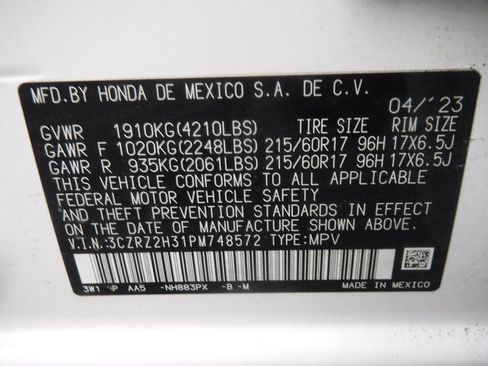 MFD.BY HONDA DE MEXICO S.A. DE C.V.
04/'23
GVWR 1910KG(4210LBS) TIRE SIZE RIM SIZE
GAWR F 1020KG(2248LBS) 215/60R17 96H 17X6.5J
GAWR R 935KG(2061LBS) 215/60R17 96H 17X6.5J
THIS VEHICLE CONFORMS TO ALL APPLICABLE
FEDERAL MOTOR VEHICLE SAFETY
AND THEFT PREVENTION STANDARDS IN EFFECT
ON THE DATE OF MANUFACTURE SHOWN ABOVE.
V.I.N:3CZRZ2H31PM748572 TYPE:MPV
3W1 P AA5 -NH883PX -B -M
MADE IN MEXICO